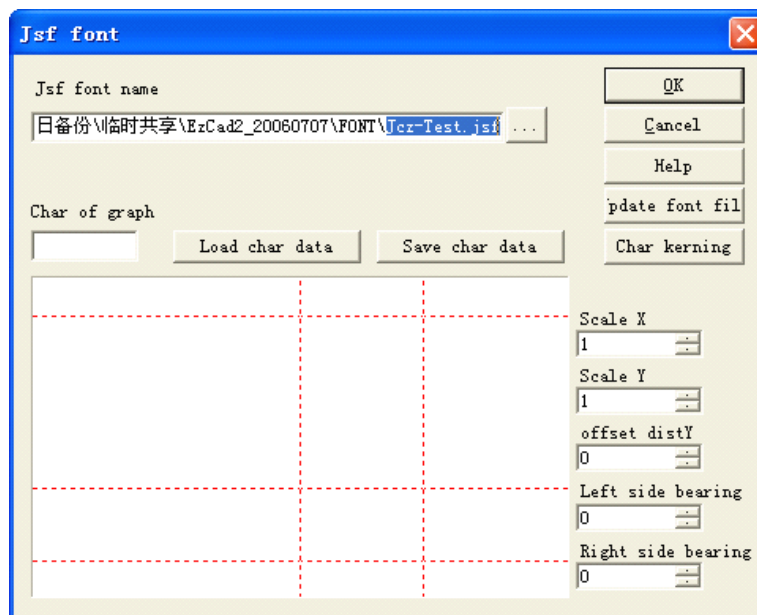 Jsf font
Jsf font name
日备份\临时共享\EzCad2_20060707\FONT\Jcz-Test.jsf
...
OK
Cancel
Help
pdate font fil
Char kerning
Char of graph
Load char data
Save char data
Scale X
1
Scale Y
1
offset distY
0
Left side bearing
0
Right side bearing
0